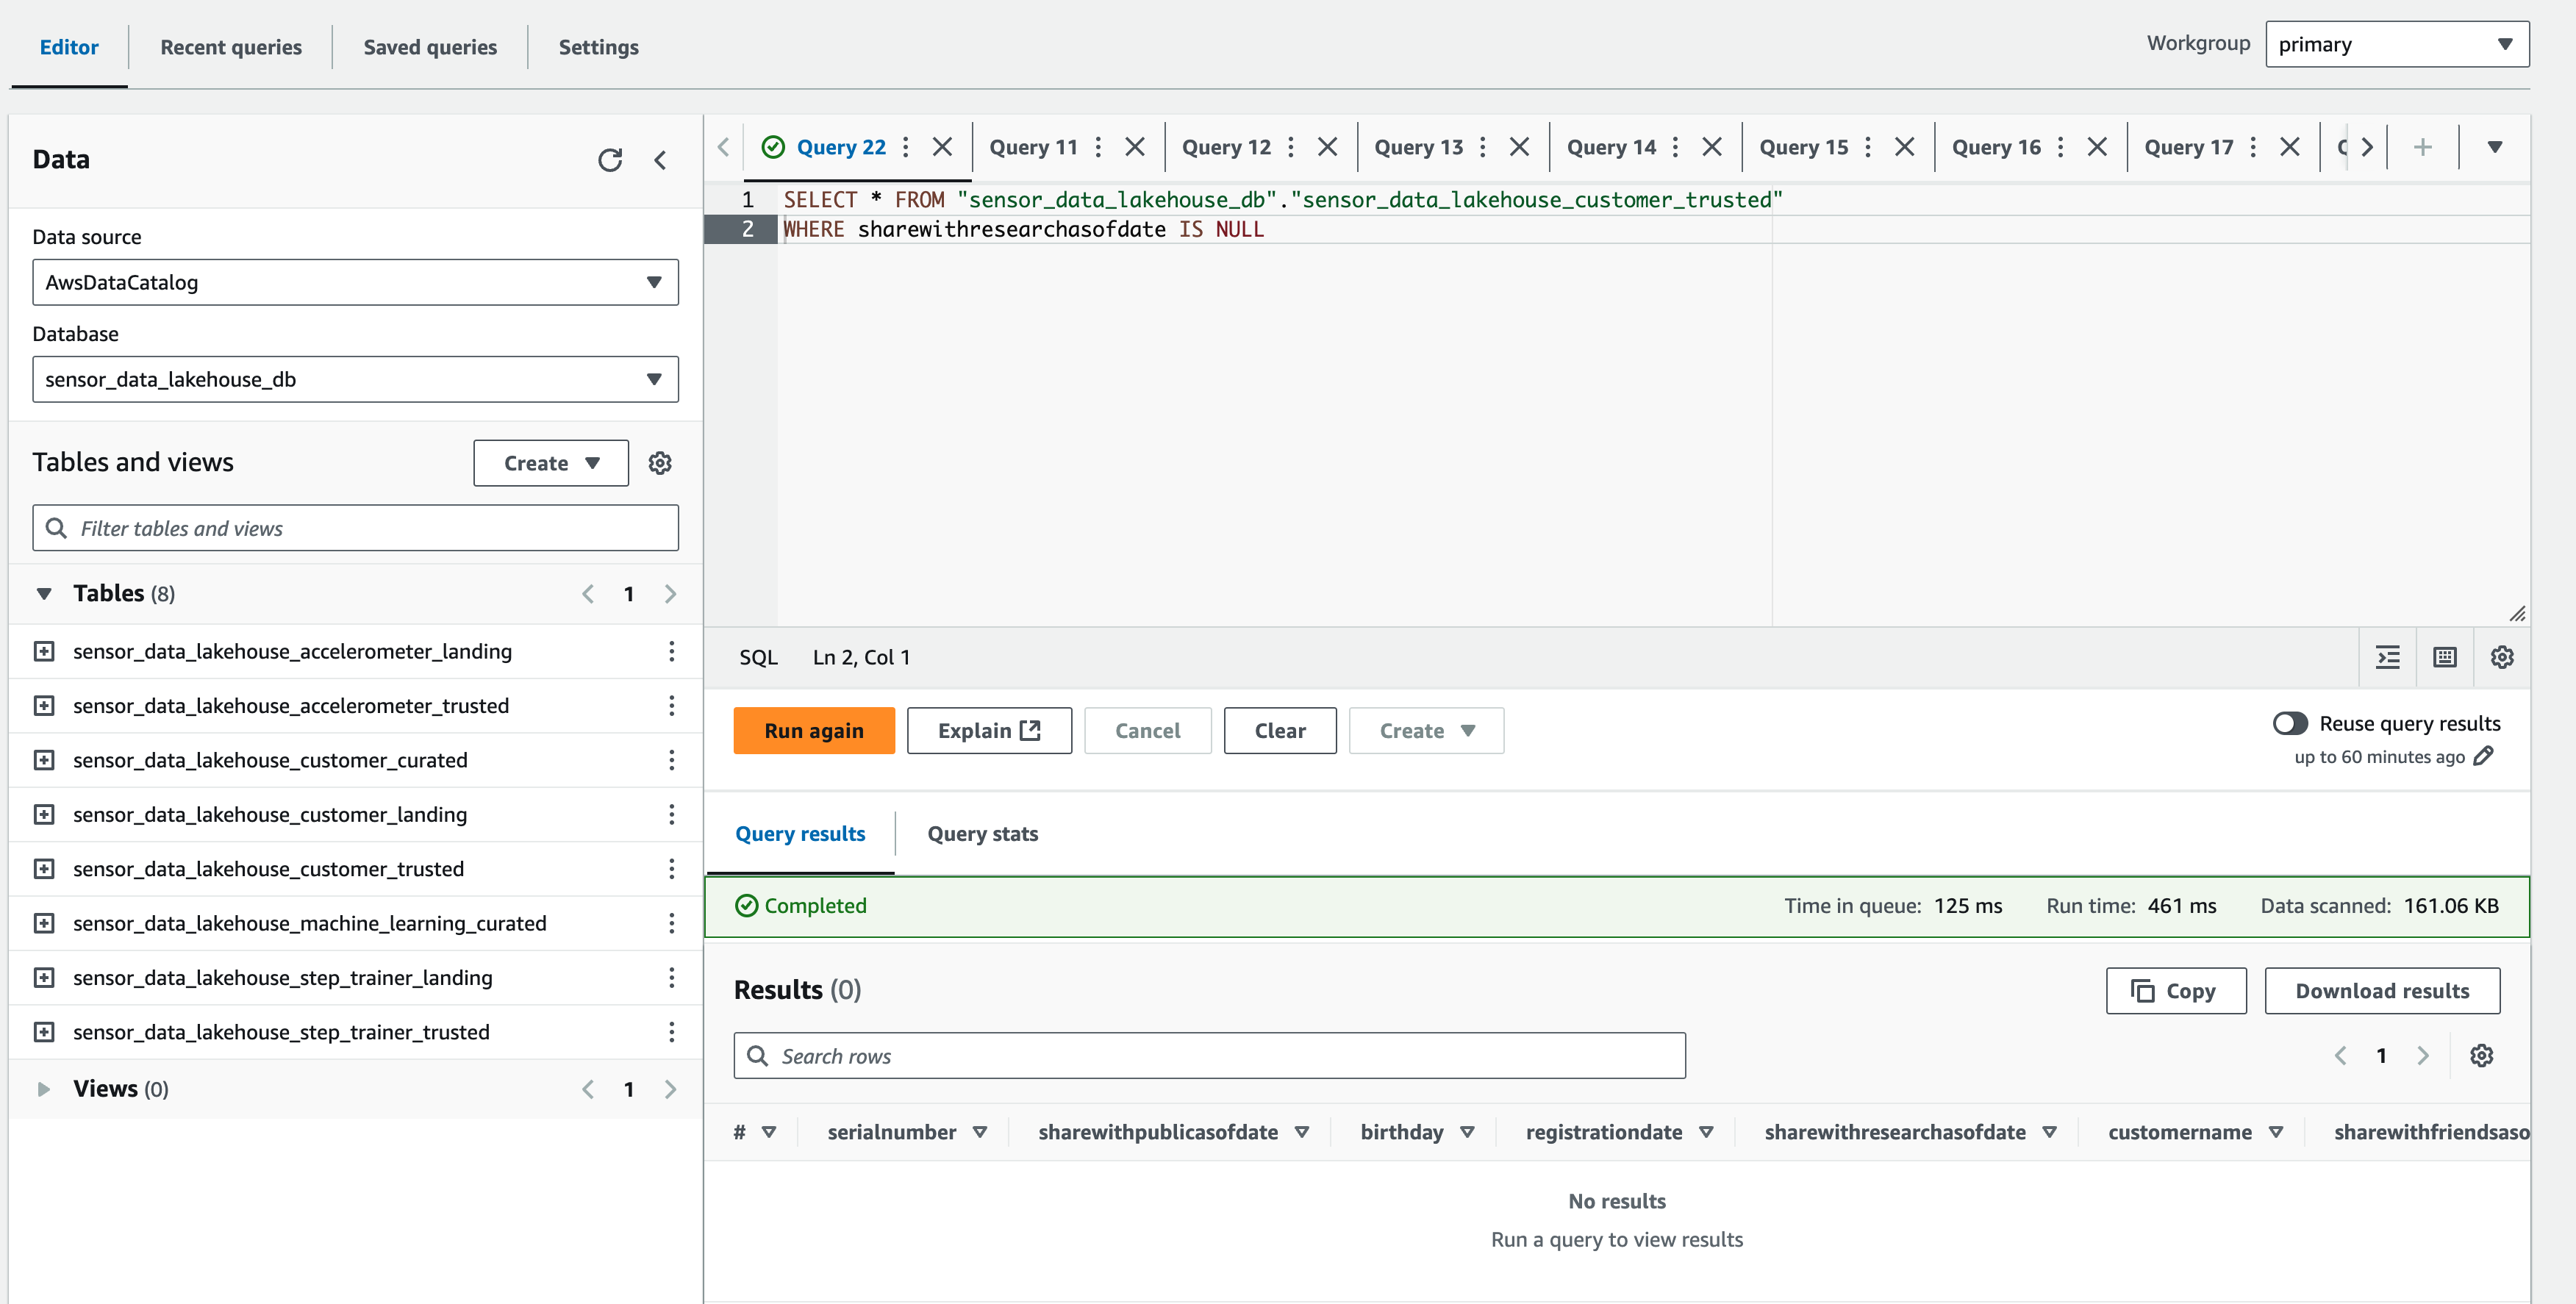 Editor
Recent queries
Saved queries
Settings
Workgroup
primary
Data
Data source
AwsDataCatalog
Database
sensor_data_lakehouse_db
Tables and views
Create
Filter tables and views
Tables (8)
1
sensor_data_lakehouse_accelerometer_landing
sensor_data_lakehouse_accelerometer_trusted
sensor_data_lakehouse_customer_curated
sensor_data_lakehouse_customer_landing
sensor_data_lakehouse_customer_trusted
sensor_data_lakehouse_machine_learning_curated
sensor_data_lakehouse_step_trainer_landing
sensor_data_lakehouse_step_trainer_trusted
Views (0)
1
Query 22
Query 11
Query 12
Query 13
Query 14
Query 15
Query 16
Query 17
1 SELECT * FROM "sensor_data_lakehouse_db"."sensor_data_lakehouse_customer_trusted"
2 WHERE sharewithresearchasofdate IS NULL
SQL Ln 2, Col 1
Run again
Explain
Cancel
Clear
Create
Reuse query results
up to 60 minutes ago
Query results
Query stats
Completed
Time in queue: 125 ms
Run time: 461 ms
Data scanned: 161.06 KB
Results (0)
Copy
Download results
Search rows
1
#
serialnumber
sharewithpublicasofdate
birthday
registrationdate
sharewithresearchasofdate
customername
sharewithfriendsaso
No results
Run a query to view results